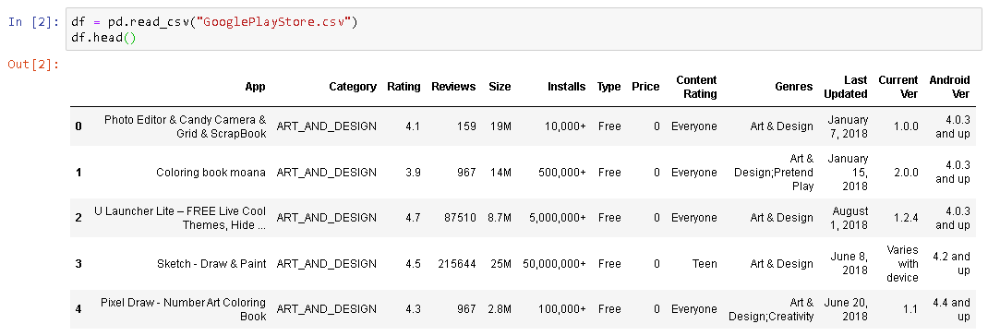 In [2]: df = pd.read_csv("GooglePlayStore.csv")
df.head()
Out[2]:
App Category Rating Reviews Size Installs Type Price Content Rating Genres Last Updated Current Ver Android Ver
0 Photo Editor & Candy Camera & Grid & ScrapBook ART_AND_DESIGN 4.1 159 19M 10,000+ Free 0 Everyone Art & Design January 7, 2018 1.0.0 4.0.3 and up
1 Coloring book moana ART_AND_DESIGN 3.9 967 14M 500,000+ Free 0 Everyone Art & Design;Pretend Play January 15, 2018 2.0.0 4.0.3 and up
2 U Launcher Lite – FREE Live Cool Themes, Hide ... ART_AND_DESIGN 4.7 87510 8.7M 5,000,000+ Free 0 Everyone Art & Design August 1, 2018 1.2.4 4.0.3 and up
3 Sketch - Draw & Paint ART_AND_DESIGN 4.5 215644 25M 50,000,000+ Free 0 Teen Art & Design June 8, 2018 Varies with device 4.2 and up
4 Pixel Draw - Number Art Coloring Book ART_AND_DESIGN 4.3 967 2.8M 100,000+ Free 0 Everyone Art & Design;Creativity June 20, 2018 1.1 4.4 and up